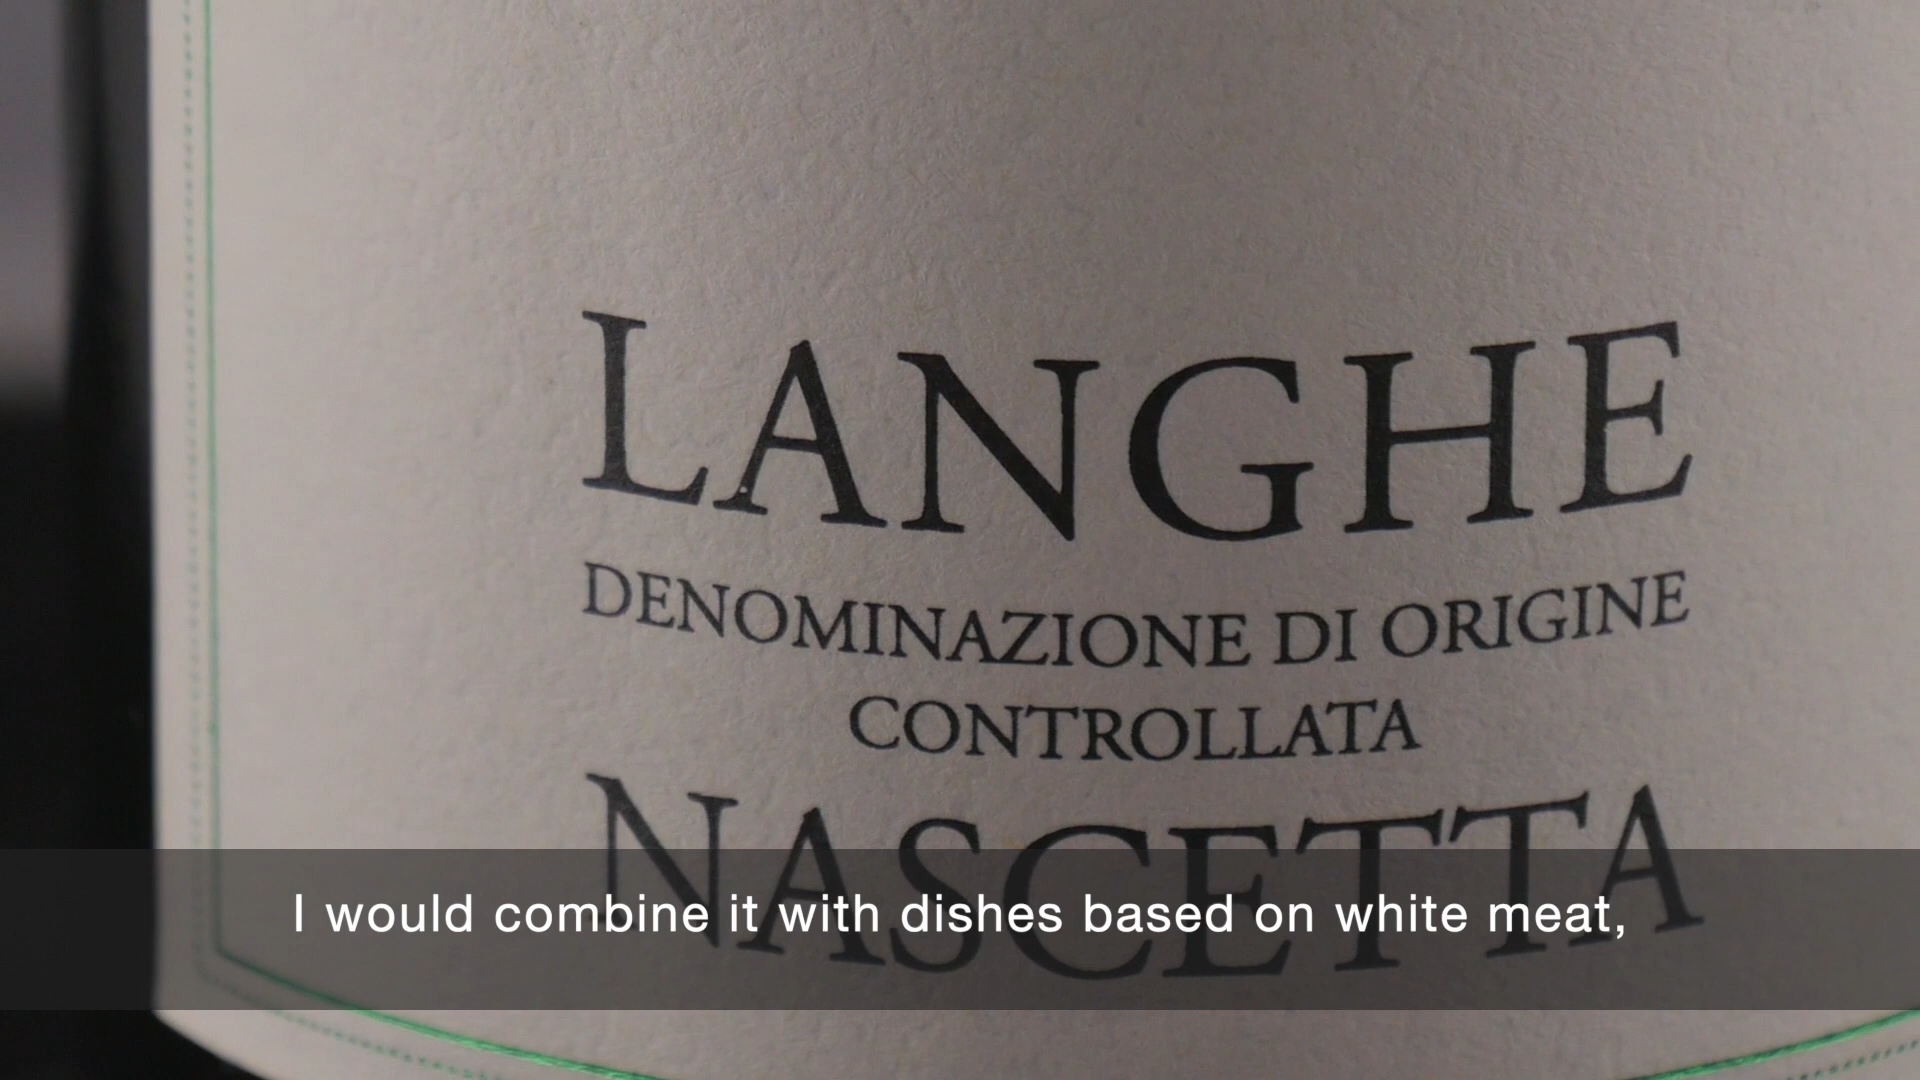 LANGHE
DENOMINAZIONE DI ORIGINE
CONTROLLATA
NASCETTA
I would combine it with dishes based on white meat,